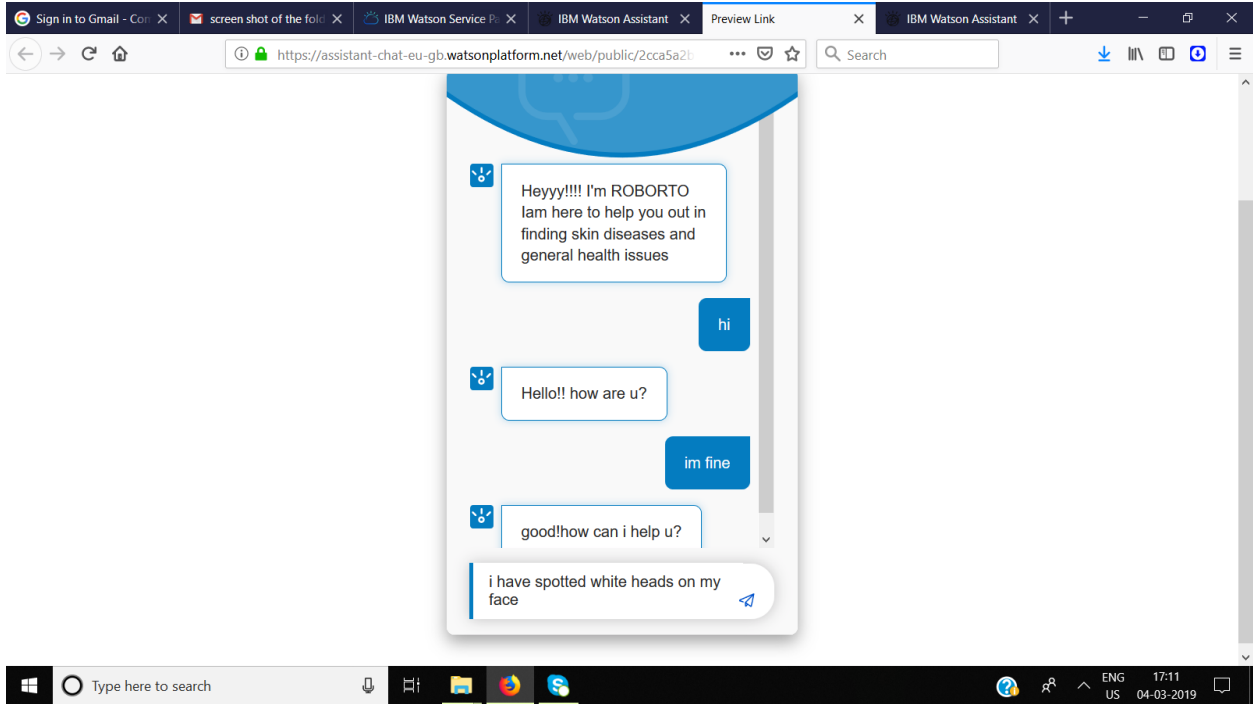 Sign in to Gmail - Con
screen shot of the fold
IBM Watson Service Pa
IBM Watson Assistant
Preview Link
IBM Watson Assistant
https://assistant-chat-eu-gb.watsonplatform.net/web/public/2cca5a2b
Search
Heyyy!!!! I'm ROBORTO
Iam here to help you out in
finding skin diseases and
general health issues
hi
Hello!! how are u?
im fine
good!how can i help u?
i have spotted white heads on my
face
Type here to search
ENG
US
17:11
04-03-2019